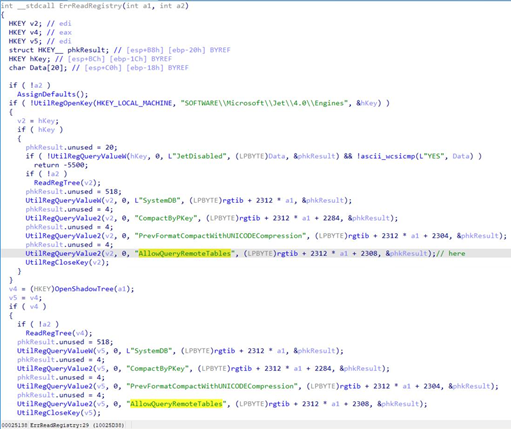 int __stdcall ErrReadRegistry(int a1, int a2)
{
HKEY v2; // edi
HKEY v4; // eax
HKEY v5; // edi
struct HKEY__ phkResult; // [esp+B8h] [ebp-20h] BYREF
HKEY hKey; // [esp+BCh] [ebp-1Ch] BYREF
char Data[20]; // [esp+C0h] [ebp-18h] BYREF
if ( !a2 )
AssignDefaults();
if ( !UtilRegOpenKey(HKEY_LOCAL_MACHINE, "SOFTWARE\\Microsoft\\Jet\\4.0\\Engines", &hKey) )
{
v2 = hKey;
if ( hKey )
{
phkResult.unused = 20;
if ( !UtilRegQueryValueW(hKey, 0, L"JetDisabled", (LPBYTE)Data, &phkResult) && !ascii_wcsicmp(L"YES", Data) )
return -5500;
if ( !a2 )
ReadRegTree(v2);
phkResult.unused = 518;
UtilRegQueryValueW(v2, 0, L"SystemDB", (LPBYTE)rgtib + 2312 * a1, &phkResult);
phkResult.unused = 4;
UtilRegQueryValue2(v2, 0, "CompactByPKey", (LPBYTE)rgtib + 2312 * a1 + 2284, &phkResult);
phkResult.unused = 4;
UtilRegQueryValue2(v2, 0, "PrevFormatCompactWithUNICODECompression", (LPBYTE)rgtib + 2312 * a1 + 2304, &phkResult);
phkResult.unused = 4;
UtilRegQueryValue2(v2, 0, "AllowQueryRemoteTables", (LPBYTE)rgtib + 2312 * a1 + 2308, &phkResult);// here
UtilRegCloseKey(v2);
}
}
v4 = (HKEY)OpenShadowTree(a1);
v5 = v4;
if ( v4 )
{
if ( !a2 )
ReadRegTree(v4);
phkResult.unused = 518;
UtilRegQueryValueW(v5, 0, L"SystemDB", (LPBYTE)rgtib + 2312 * a1, &phkResult);
phkResult.unused = 4;
UtilRegQueryValue2(v5, 0, "CompactByPKey", (LPBYTE)rgtib + 2312 * a1 + 2284, &phkResult);
phkResult.unused = 4;
UtilRegQueryValue2(v5, 0, "PrevFormatCompactWithUNICODECompression", (LPBYTE)rgtib + 2312 * a1 + 2304, &phkResult);
phkResult.unused = 4;
UtilRegQueryValue2(v5, 0, "AllowQueryRemoteTables", (LPBYTE)rgtib + 2312 * a1 + 2308, &phkResult);
UtilRegCloseKey(v5);
00025138 ErrReadRegistry:29 (10025D38)